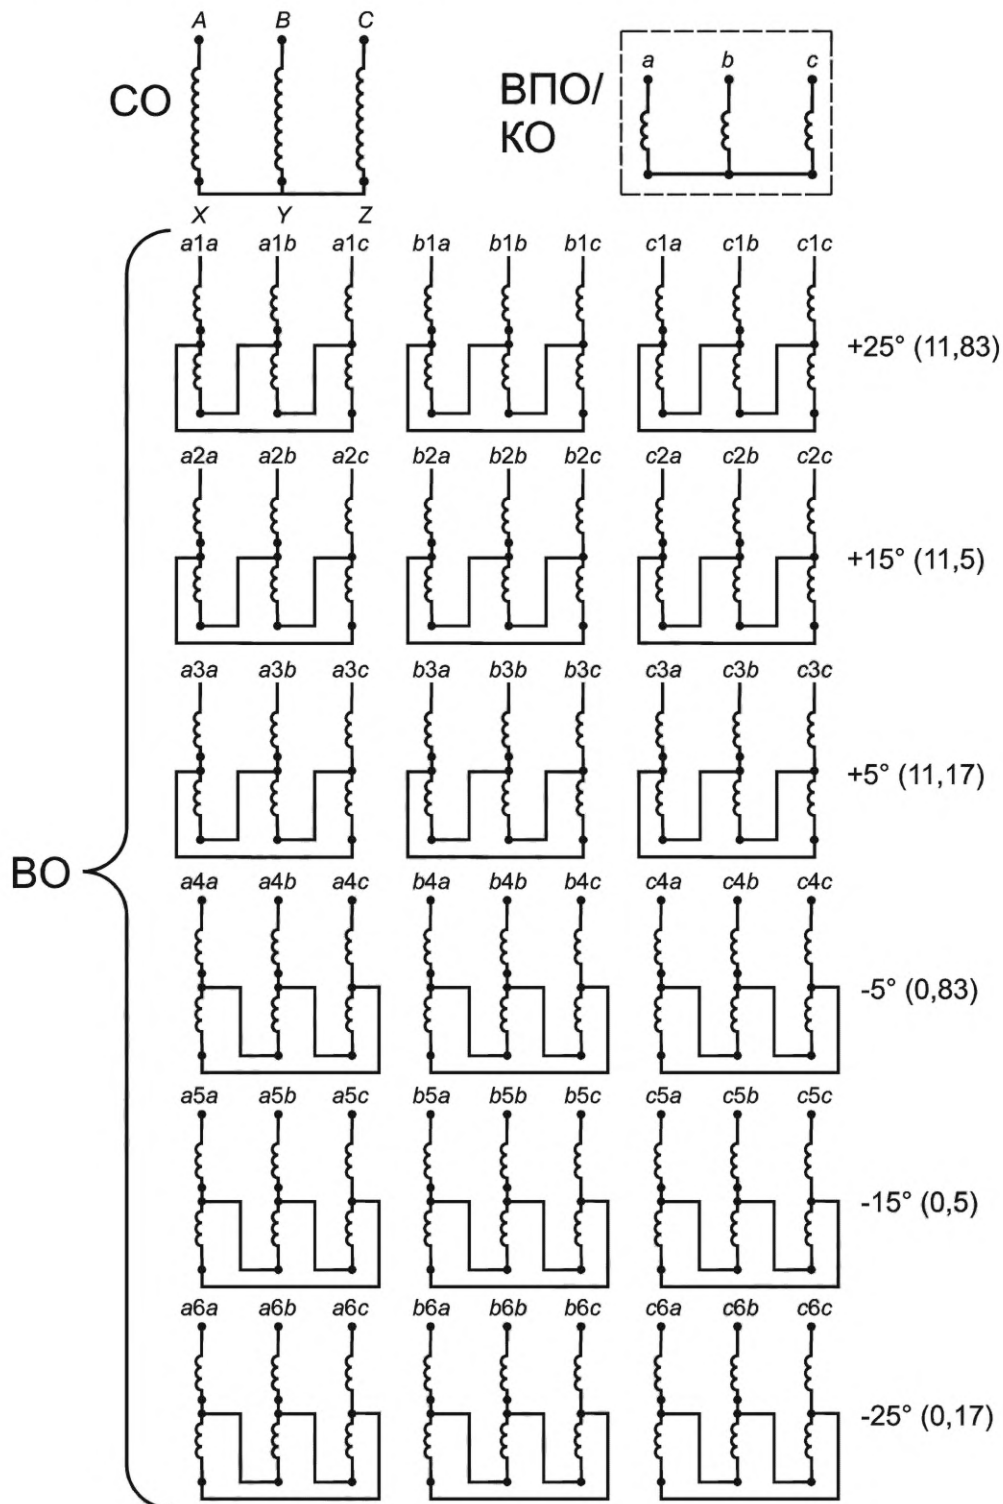 A B C
СО
X Y Z
ВПО/
КО
a b c
ВО
a1a a1b a1c b1a b1b b1c c1a c1b c1c
+25° (11,83)
a2a a2b a2c b2a b2b b2c c2a c2b c2c
+15° (11,5)
a3a a3b a3c b3a b3b b3c c3a c3b c3c
+5° (11,17)
a4a a4b a4c b4a b4b b4c c4a c4b c4c
-5° (0,83)
a5a a5b a5c b5a b5b b5c c5a c5b c5c
-15° (0,5)
a6a a6b a6c b6a b6b b6c c6a c6b c6c
-25° (0,17)